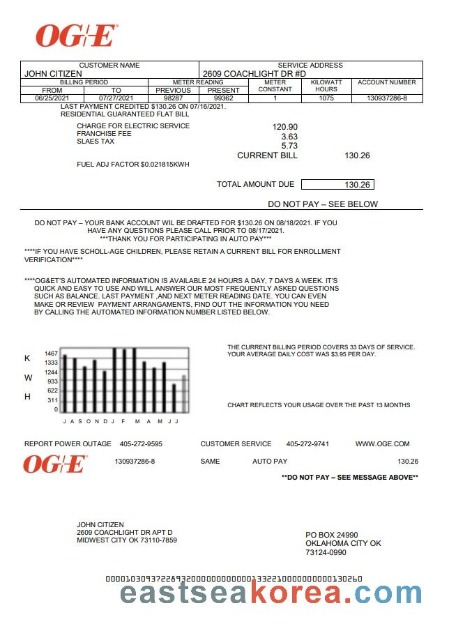 OG&E®
CUSTOMER NAME SERVICE ADDRESS
JOHN CITIZEN 2609 COACHLIGHT DR #D
BILLING PERIOD METER READING METER CONSTANT KILOWATT HOURS ACCOUNT NUMBER
FROM TO PREVIOUS PRESENT
06/25/2021 07/27/2021 98287 99362 1 1075 130937286-8
LAST PAYMENT CREDITED $130.26 ON 07/16/2021.
RESIDENTIAL GUARANTEED FLAT BILL
CHARGE FOR ELECTRIC SERVICE 120.90
FRANCHISE FEE 3.63
SLAES TAX 5.73
CURRENT BILL 130.26
FUEL ADJ FACTOR $0.021815KWH
TOTAL AMOUNT DUE 130.26
DO NOT PAY – SEE BELOW
DO NOT PAY – YOUR BANK ACCOUNT WIL BE DRAFTED FOR $130.26 ON 08/18/2021. IF YOU
HAVE ANY QUESTIONS PLEASE CALL PRIOR TO 08/17/2021.
***THANK YOU FOR PARTICIPATING IN AUTO PAY***
****IF YOU HAVE SCHOLL-AGE CHILDREN, PLEASE RETAIN A CURRENT BILL FOR ENROLLMENT
VERIFICATION****
****OG&ET'S AUTOMATED INFORMATION IS AVAILABLE 24 HOURS A DAY, 7 DAYS A WEEK. IT'S
QUICK AND EASY TO USE AND WILL ANSWER OUR MOST FREQUENTLY ASKED QUESTIONS
SUCH AS BALANCE. LAST PAYMENT ,AND NEXT METER READING DATE. YOU CAN EVEN
MAKE OR REVIEW PAYMENT ARRANGAMENTS, FIND OUT THE INFORMATION YOU NEED
BY CALLING THE AUTOMATED INFORMATION NUMBER LISTED BELOW.
THE CURRENT BILLING PERIOD COVERS 33 DAYS OF SERVICE.
YOUR AVERAGE DAILY COST WAS $3.95 PER DAY.
K
W
H
1467
1333
1244
933
622
311
0
J A S O N D J F M A M J J
CHART REFLECTS YOUR USAGE OVER THE PAST 13 MONTHS
REPORT POWER OUTAGE 405-272-9595 CUSTOMER SERVICE 405-272-9741 WWW.OGE.COM
OG&E 130937286-8 SAME AUTO PAY 130.26
**DO NOT PAY – SEE MESSAGE ABOVE**
JOHN CITIZEN
2609 COACHLIGHT DR APT D
MIDWEST CITY OK 73110-7859
PO BOX 24990
OKLAHOMA CITY OK
73124-0990
eastseakorea.com